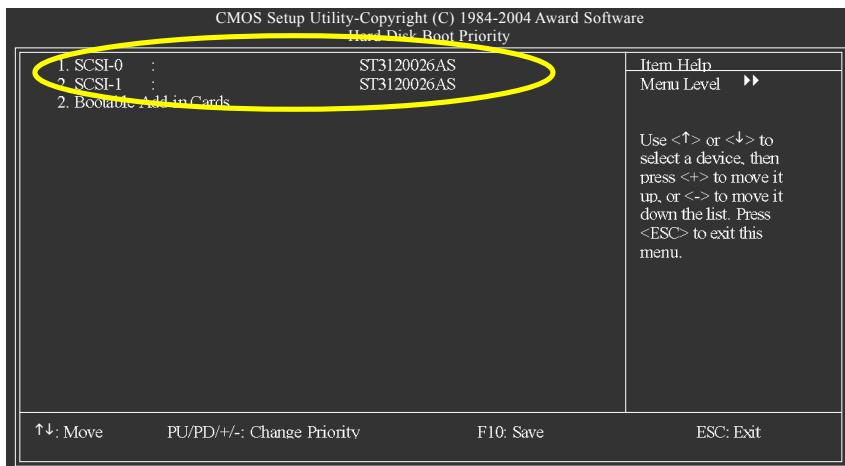 CMOS Setup Utility-Copyright (C) 1984-2004 Award Software
Hard Disk Boot Priority
1. SCSI-0 : ST3120026AS
2. SCSI-1 : ST3120026AS
2. Bootable Add-in Cards
Item Help
Menu Level ▸▸
Use <↑> or <↓> to
select a device, then
press <+> to move it
up, or <-> to move it
down the list. Press
<ESC> to exit this
menu.
↑↓: Move PU/PD/+/-: Change Priority F10: Save ESC: Exit